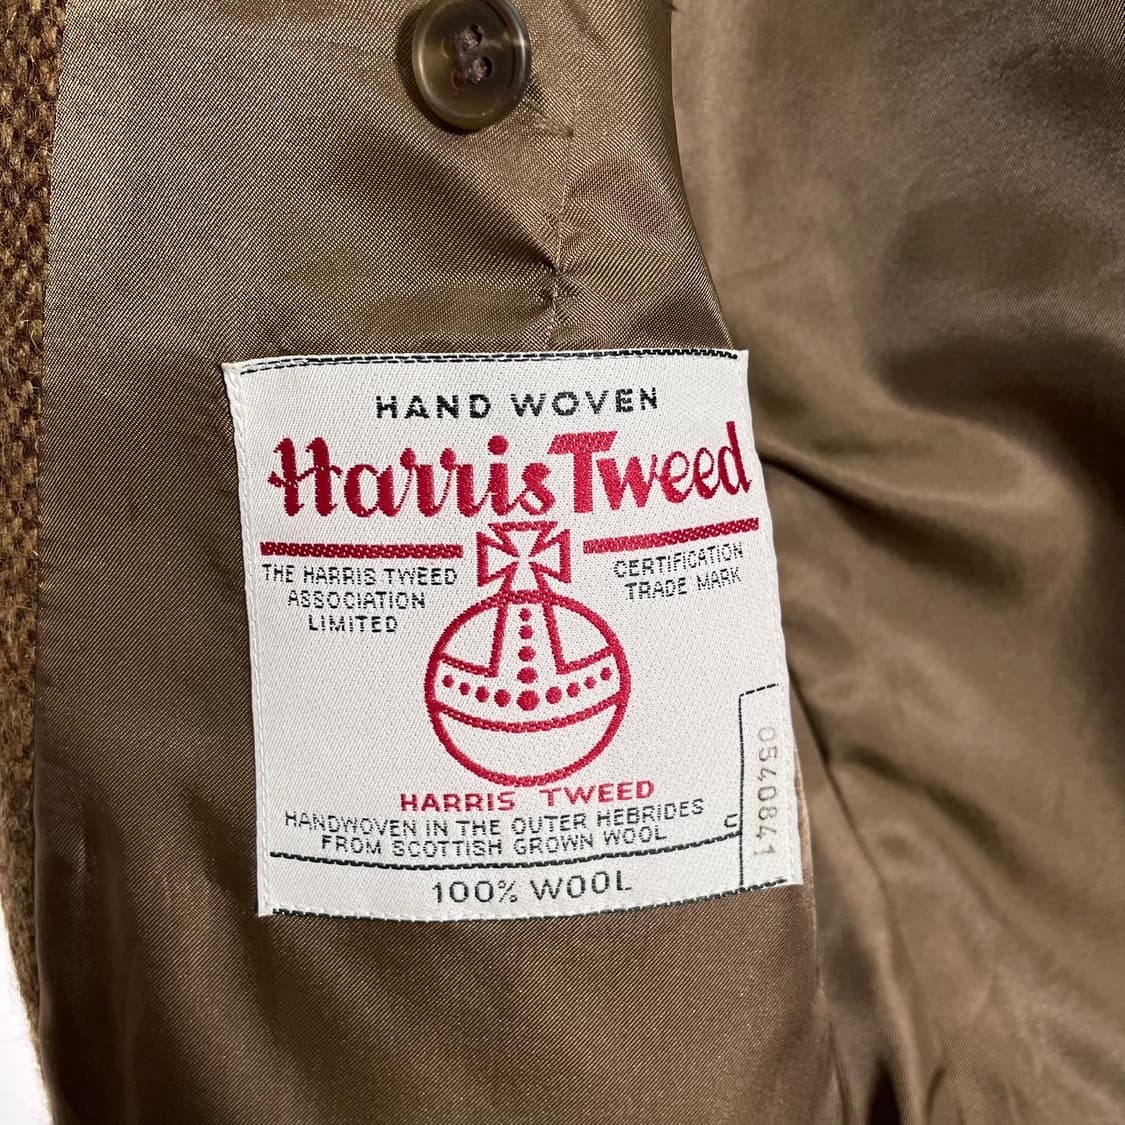 HAND WOVEN
Harris Tweed
THE HARRIS TWEED
ASSOCIATION
LIMITED
CERTIFICATION
TRADE MARK
HARRIS TWEED
HANDWOVEN IN THE OUTER HEBRIDES
FROM SCOTTISH GROWN WOOL
100% WOOL
0540841